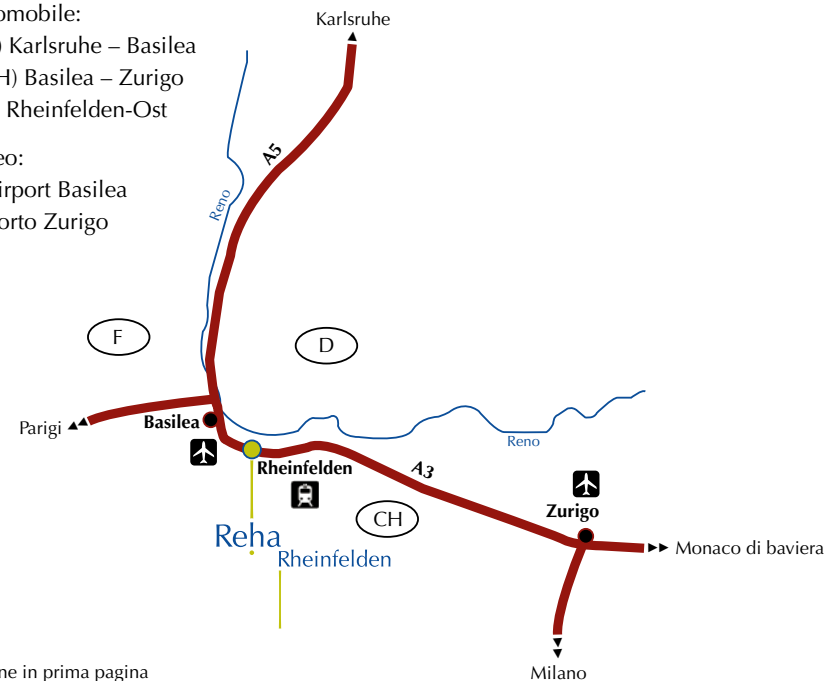 Karlsruhe
omobile:
) Karlsruhe – Basilea
H) Basilea – Zurigo
Rheinfelden-Ost
eo:
irport Basilea
orto Zurigo
A5
Reno
F
D
Parigi
Basilea
Reno
Rheinfelden
A3
Zurigo
CH
Reha
Rheinfelden
Monaco di baviera
ne in prima pagina
Milano